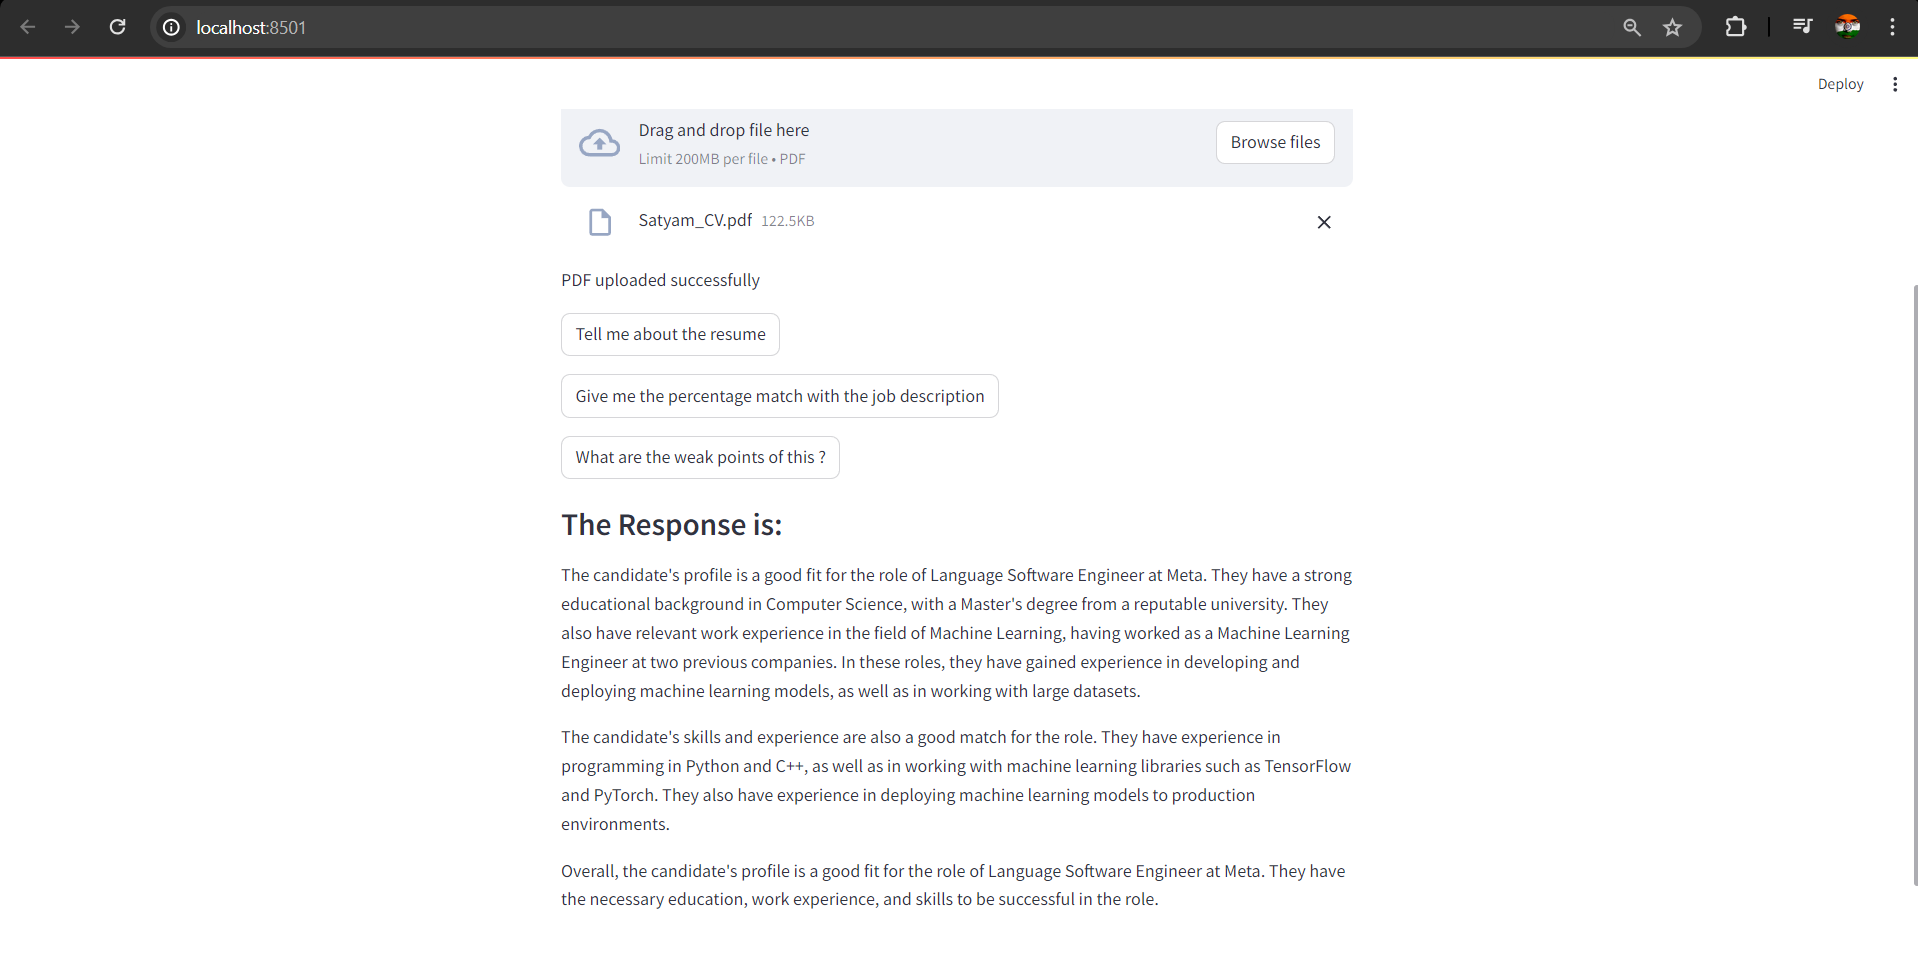 localhost:8501
Deploy
Drag and drop file here
Limit 200MB per file • PDF
Browse files
Satyam_CV.pdf 122.5KB
PDF uploaded successfully
Tell me about the resume
Give me the percentage match with the job description
What are the weak points of this ?
The Response is:
The candidate's profile is a good fit for the role of Language Software Engineer at Meta. They have a strong
educational background in Computer Science, with a Master's degree from a reputable university. They
also have relevant work experience in the field of Machine Learning, having worked as a Machine Learning
Engineer at two previous companies. In these roles, they have gained experience in developing and
deploying machine learning models, as well as in working with large datasets.
The candidate's skills and experience are also a good match for the role. They have experience in
programming in Python and C++, as well as in working with machine learning libraries such as TensorFlow
and PyTorch. They also have experience in deploying machine learning models to production
environments.
Overall, the candidate's profile is a good fit for the role of Language Software Engineer at Meta. They have
the necessary education, work experience, and skills to be successful in the role.